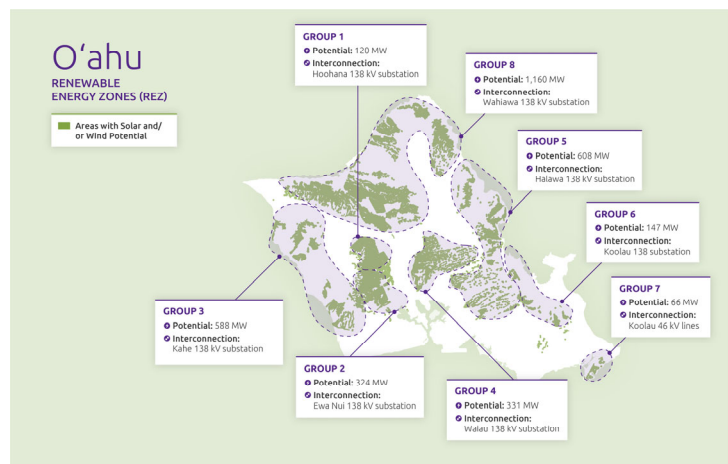 O‘ahu
RENEWABLE
ENERGY ZONES (REZ)
Areas with Solar and/
or Wind Potential
GROUP 1
Potential: 120 MW
Interconnection:
Hoohana 138 kV substation
GROUP 8
Potential: 1,160 MW
Interconnection:
Wahiawa 138 kV substation
GROUP 5
Potential: 608 MW
Interconnection:
Halawa 138 kV substation
GROUP 6
Potential: 147 MW
Interconnection:
Koolau 138 substation
GROUP 7
Potential: 66 MW
Interconnection:
Koolau 46 kV lines
GROUP 3
Potential: 588 MW
Interconnection:
Kahe 138 kV substation
GROUP 2
Potential: 324 MW
Interconnection:
Ewa Nui 138 kV substation
GROUP 4
Potential: 331 MW
Interconnection:
Waiau 138 kV substation